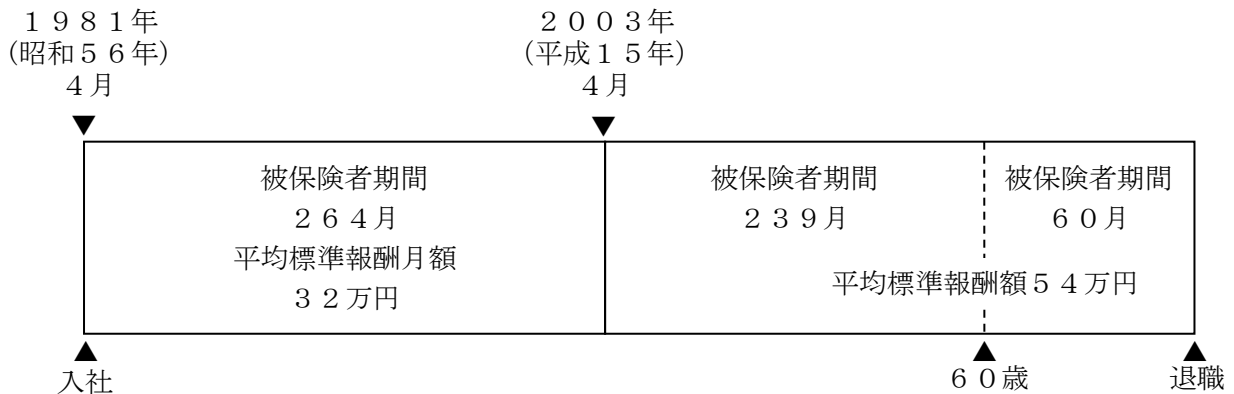 １９８１年
(昭和５６年)
４月
２００３年
(平成１５年)
４月
被保険者期間
２６４月
平均標準報酬月額
３２万円
被保険者期間
２３９月
被保険者期間
６０月
平均標準報酬額５４万円
入社
６０歳
退職